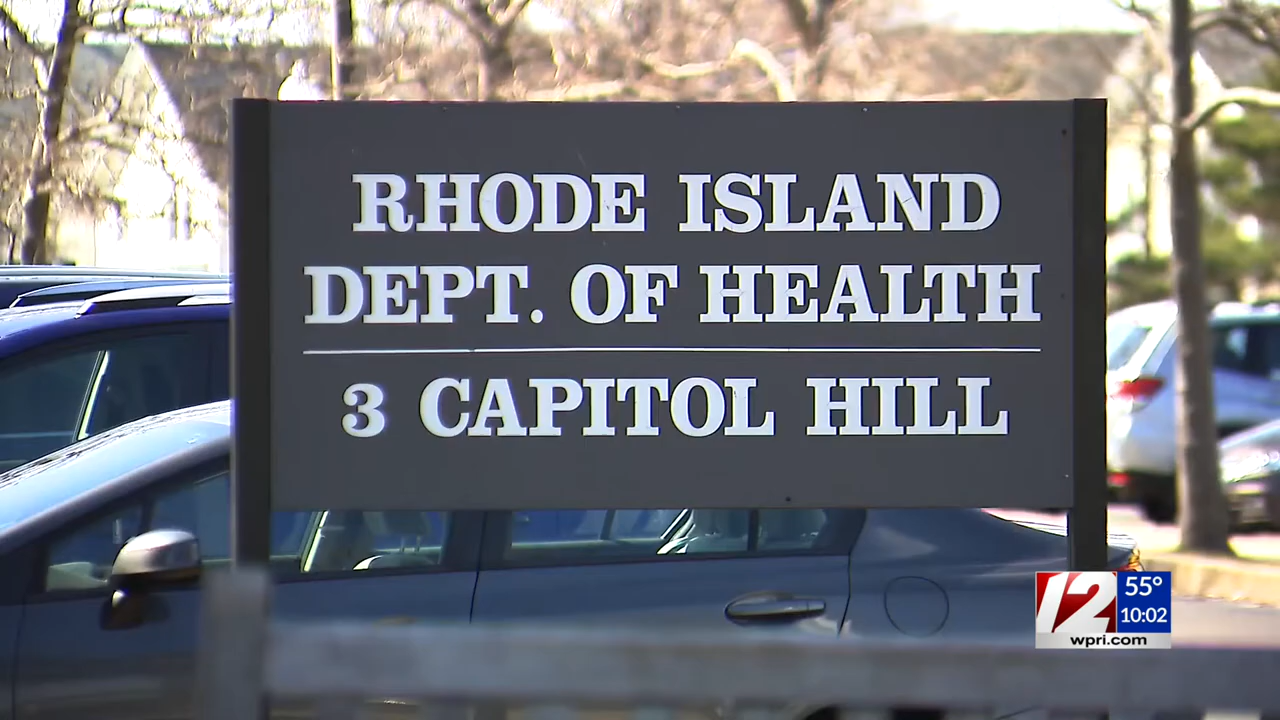 RHODE ISLAND
DEPT. OF HEALTH
3 CAPITOL HILL
12
55°
10:02
wpri.com